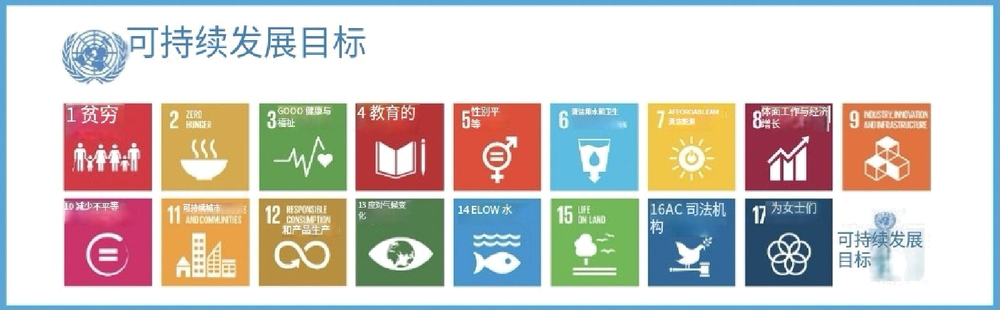 可持续发展目标
1 贫穷
2 ZERO
HUNGER
3 GOOO 健康与
福祉
4 教育的
5 性别平
等
6 清洁用水和卫生
7 AFFORDABLEAM
清洁能源
8 体面工作与经济
增长
9 INDUSTRY, INNOVATION
AND INFRASTRUCTURE
10 减少不平等
11 可持续城市
AND COMMUNITIES
12 RESPONSIBLE
CONSUMPTION
和产品生产
13 应对气候变
化
14 ELOW 水
15 LIFE
ON LAND
16AC 司法机
构
17 为女士们
可持续发展
目标